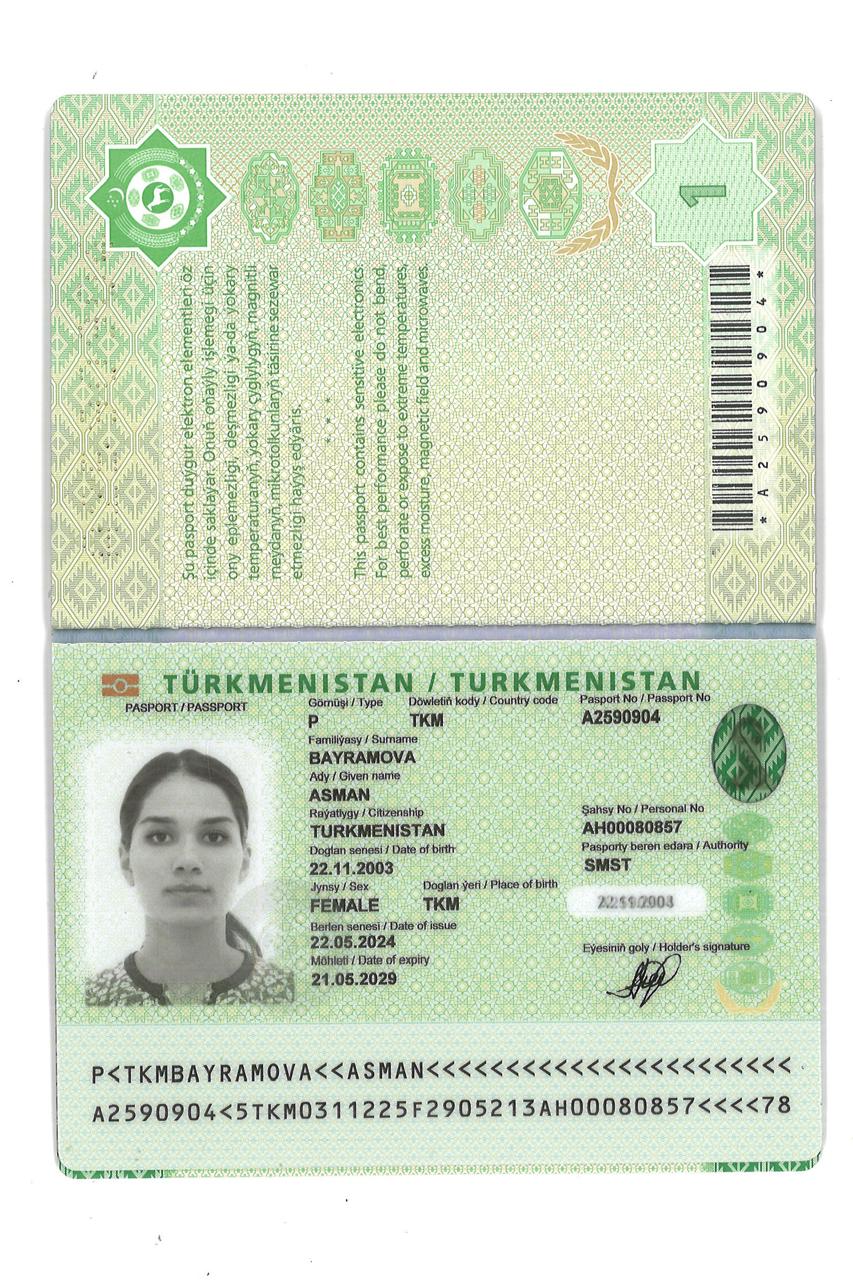 Şu pasport duýgur elektron elementleri öz
içinde saklaýar. Onuň oňaýly işlemegi üçin
ony eplemezligi, deşmezligi ýa-da ýokary
temperaturanyň, ýokary çyglylygyň, magnitli
meýdanyň, mikrotolkunlaryň täsirine sezewar
etmezligi haýyş edýäris.
* * *
This passport contains sensitive electronics.
For best performance please do not bend,
perforate or expose to extreme temperatures,
excess moisture, magnetic field and microwaves.
1
*A2590904*
TÜRKMENISTAN / TURKMENISTAN
PASPORT / PASSPORT
Görnüşi / Type Döwletiň kody / Country code Pasport No / Passport No
P TKM A2590904
Familiýasy / Surname
BAYRAMOVA
Ady / Given name
ASMAN
Raýatlygy / Citizenship Şahsy No / Personal No
TURKMENISTAN AH00080857
Doglan senesi / Date of birth Pasporty beren edara / Authority
22.11.2003 SMST
Jynsy / Sex Doglan ýeri / Place of birth
FEMALE TKM
Berlen senesi / Date of issue
22.05.2024
Möhleti / Date of expiry Eýesiniň goly / Holder's signature
21.05.2029
P<TKMBAYRAMOVA<<ASMAN<<<<<<<<<<<<<<<<<<<<<<<
A2590904<5TKM0311225F2905213AH00080857<<<<78